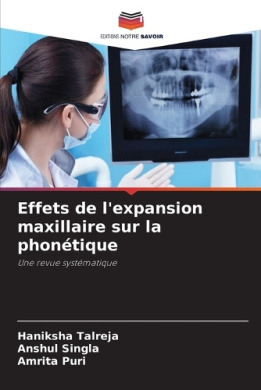 EDITIONS NOTRE SAVOIR
Effets de l'expansion
maxillaire sur la
phonétique
Une revue systématique
Haniksha Talreja
Anshul Singla
Amrita Puri